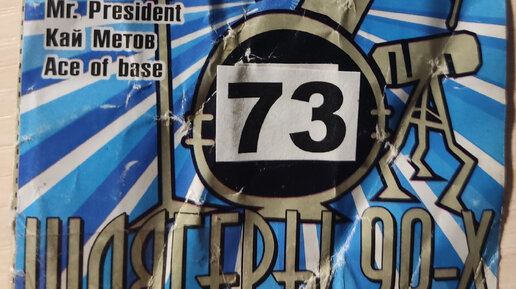 Mr. President
Кай Метов
Ace of base
73
ШЛЯГЕРЫ 90-Х